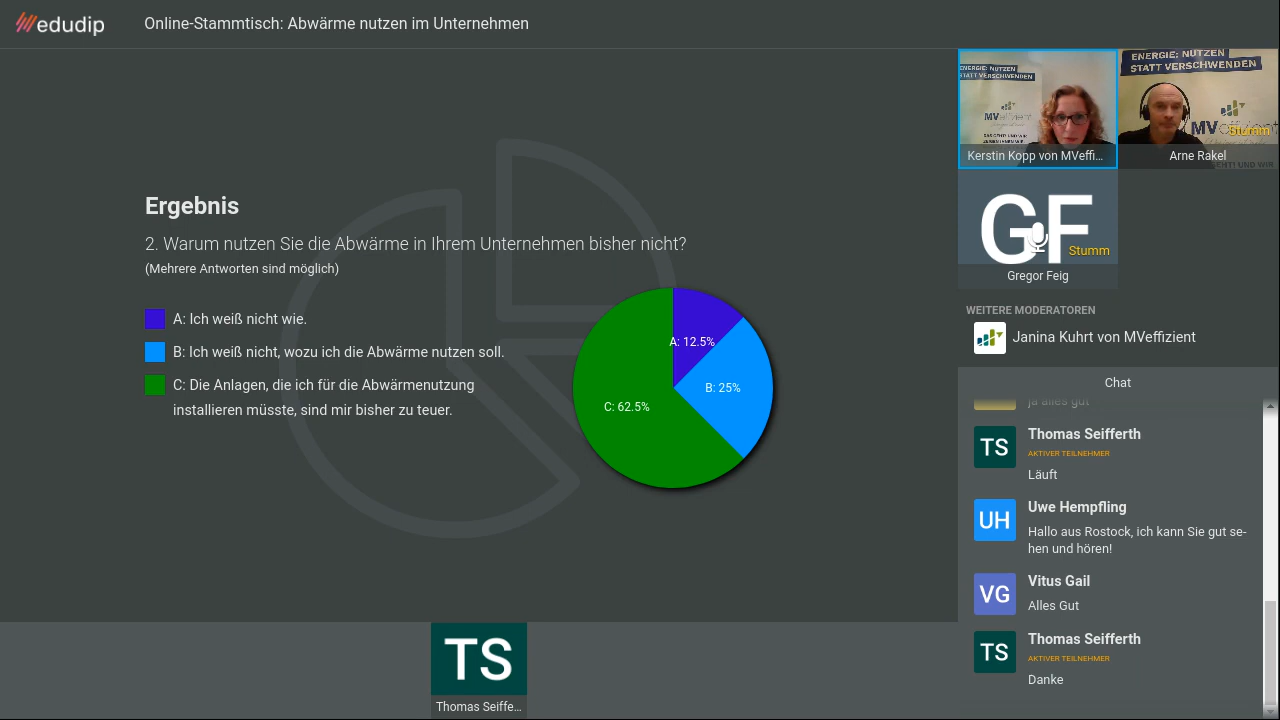 edudip
Online-Stammtisch: Abwärme nutzen im Unternehmen
Ergebnis
2. Warum nutzen Sie die Abwärme in Ihrem Unternehmen bisher nicht?
(Mehrere Antworten sind möglich)
A: Ich weiß nicht wie.
B: Ich weiß nicht, wozu ich die Abwärme nutzen soll.
C: Die Anlagen, die ich für die Abwärmenutzung
installieren müsste, sind mir bisher zu teuer.
A: 12.5%
B: 25%
C: 62.5%
TS
Thomas Seiffe...
ENERGIE: NUTZEN
STATT VERSCHWENDEN
MVeffizient
Kerstin Kopp von MVeffi...
ENERGIE: NUTZEN
STATT VERSCHWENDEN
MVeffizient
Stumm
Arne Rakel
GF
Stumm
Gregor Feig
WEITERE MODERATOREN
Janina Kuhrt von MVeffizient
Chat
ja alles gut
TS
Thomas Seifferth
AKTIVER TEILNEHMER
Läuft
UH
Uwe Hempfling
Hallo aus Rostock, ich kann Sie gut se-
hen und hören!
VG
Vitus Gail
Alles Gut
TS
Thomas Seifferth
AKTIVER TEILNEHMER
Danke